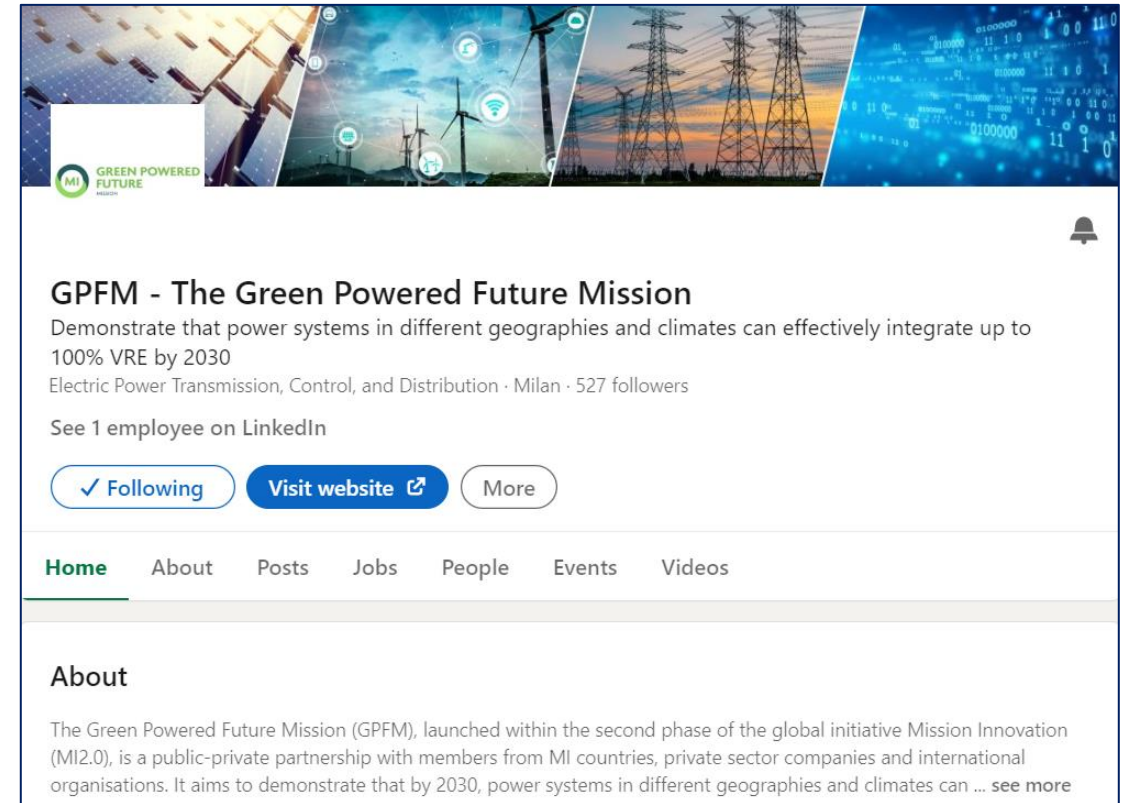 GREEN POWERED
MI FUTURE
MISSION
GPFM - The Green Powered Future Mission
Demonstrate that power systems in different geographies and climates can effectively integrate up to
100% VRE by 2030
Electric Power Transmission, Control, and Distribution · Milan · 527 followers
See 1 employee on LinkedIn
✓ Following
Visit website
More
Home About Posts Jobs People Events Videos
About
The Green Powered Future Mission (GPFM), launched within the second phase of the global initiative Mission Innovation
(MI2.0), is a public-private partnership with members from MI countries, private sector companies and international
organisations. It aims to demonstrate that by 2030, power systems in different geographies and climates can ... see more